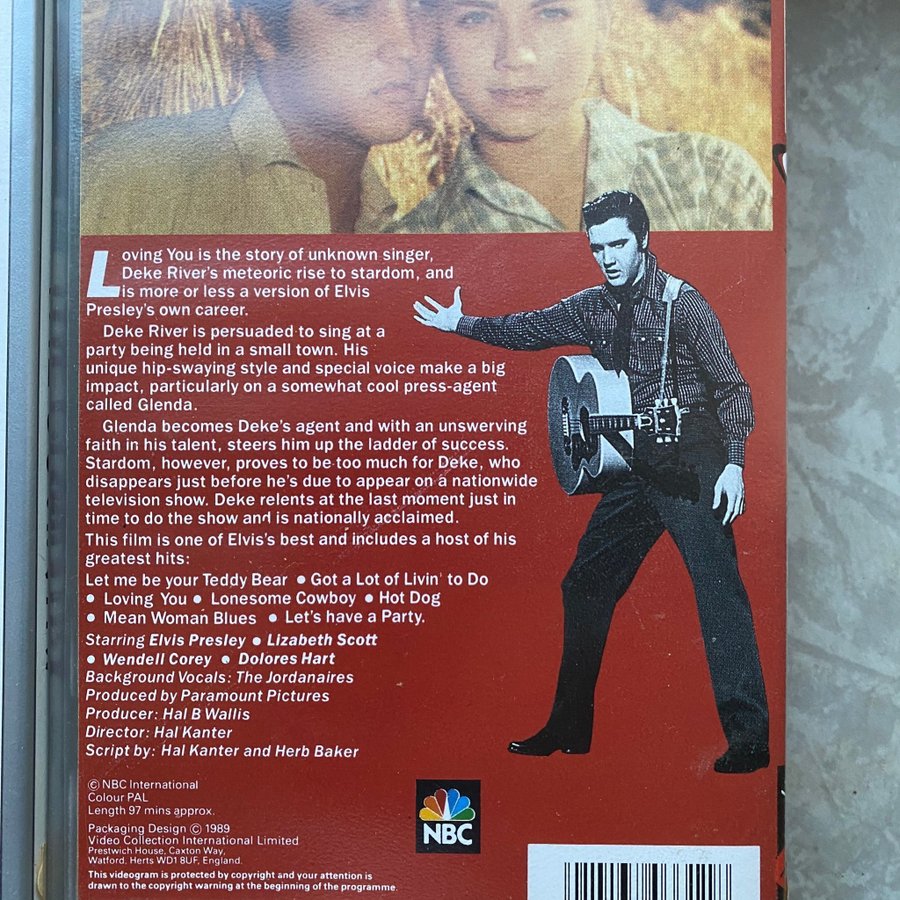 Loving You is the story of unknown singer,
Deke River's meteoric rise to stardom, and
is more or less a version of Elvis
Presley's own career.
Deke River is persuaded to sing at a
party being held in a small town. His
unique hip-swaying style and special voice make a big
impact, particularly on a somewhat cool press-agent
called Glenda.
Glenda becomes Deke's agent and with an unswerving
faith in his talent, steers him up the ladder of success.
Stardom, however, proves to be too much for Deke, who
disappears just before he's due to appear on a nationwide
television show. Deke relents at the last moment just in
time to do the show and is nationally acclaimed.
This film is one of Elvis's best and includes a host of his
greatest hits:
Let me be your Teddy Bear ● Got a Lot of Livin' to Do
● Loving You ● Lonesome Cowboy ● Hot Dog
● Mean Woman Blues ● Let's have a Party.
Starring Elvis Presley ● Lizabeth Scott
● Wendell Corey ● Dolores Hart
Background Vocals: The Jordanaires
Produced by Paramount Pictures
Producer: Hal B Wallis
Director: Hal Kanter
Script by: Hal Kanter and Herb Baker
© NBC International
Colour PAL
Length 97 mins approx.
Packaging Design © 1989
Video Collection International Limited
Prestwich House, Caxton Way,
Watford. Herts WD1 8UF, England.
This videogram is protected by copyright and your attention is
drawn to the copyright warning at the beginning of the programme.
NBC